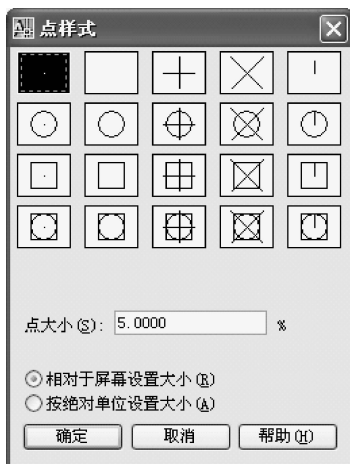 点样式
点大小(S): 5.0000 %
相对于屏幕设置大小(R)
按绝对单位设置大小(A)
确定 取消 帮助(H)